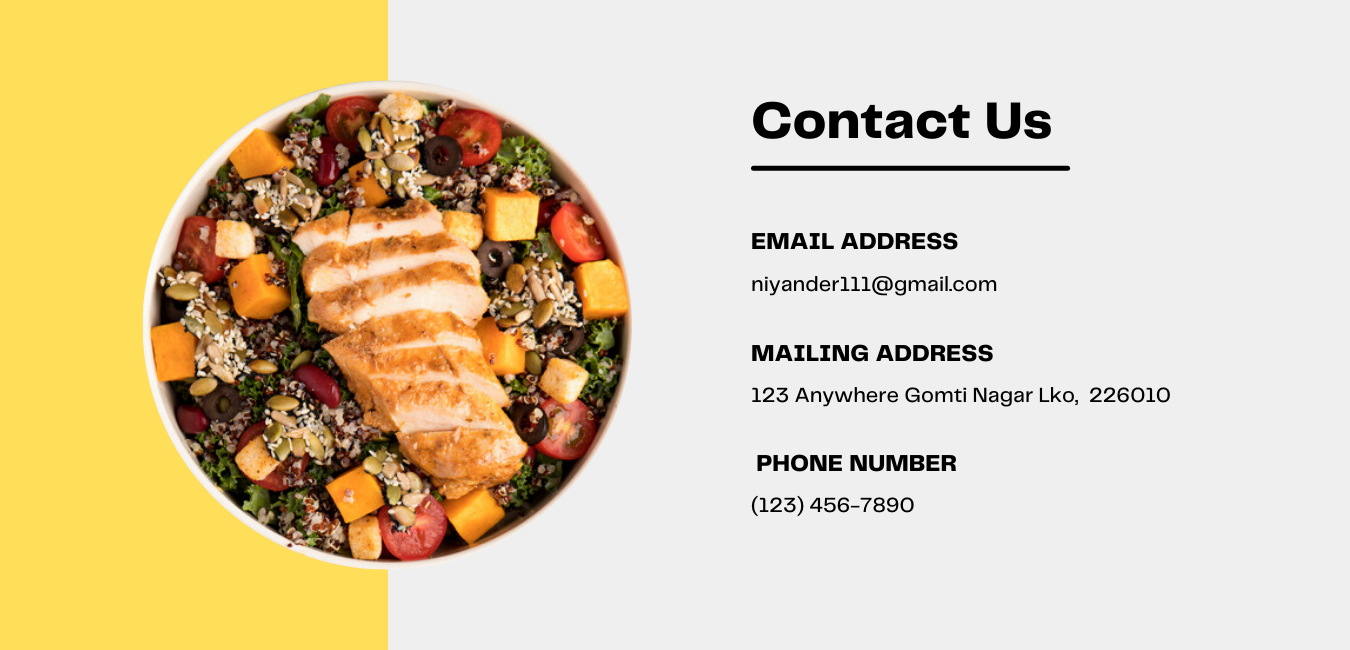 Contact Us
EMAIL ADDRESS
niyander111@gmail.com
MAILING ADDRESS
123 Anywhere Gomti Nagar Lko, 226010
PHONE NUMBER
(123) 456-7890